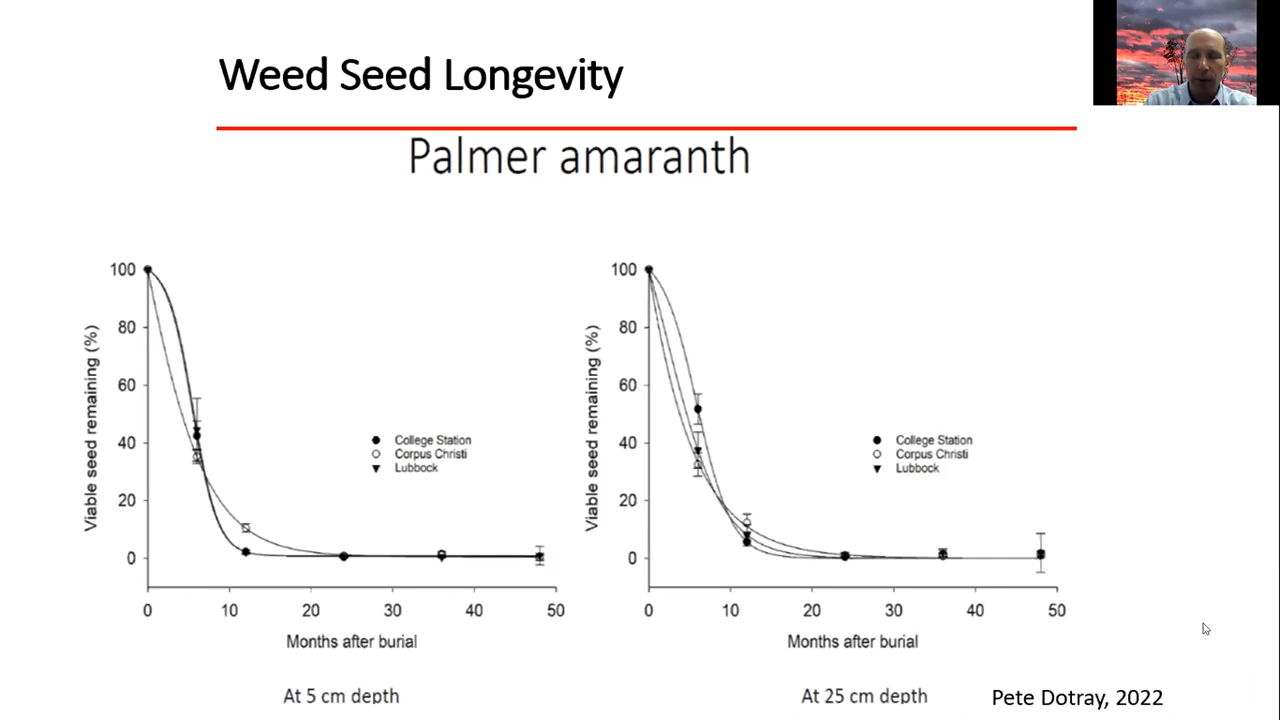 Weed Seed Longevity
Palmer amaranth
Viable seed remaining (%)
100
80
60
40
20
0
College Station
Corpus Christi
Lubbock
0 10 20 30 40 50
Months after burial
At 5 cm depth
Viable seed remaining (%)
100
80
60
40
20
0
College Station
Corpus Christi
Lubbock
0 10 20 30 40 50
Months after burial
At 25 cm depth
Pete Dotray, 2022